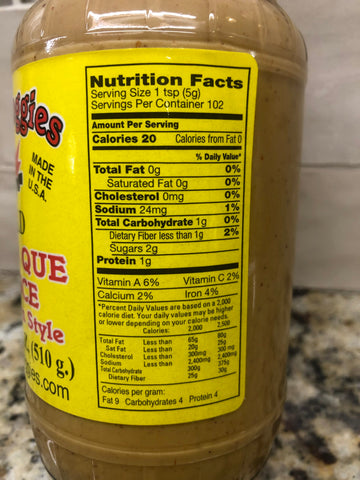 ggies
MADE
IN THE
U.S.A.
D
QUE
CE
Style
(510 g.)
es.com
Nutrition Facts
Serving Size 1 tsp (5g)
Servings Per Container 102
Amount Per Serving
Calories 20 Calories from Fat 0
% Daily Value*
Total Fat 0g 0%
Saturated Fat 0g 0%
Cholesterol 0mg 0%
Sodium 24mg 1%
Total Carbohydrate 1g 0%
Dietary Fiber less than 1g 2%
Sugars 2g
Protein 1g
Vitamin A 6% Vitamin C 2%
Calcium 2% Iron 4%
*Percent Daily Values are based on a 2,000
calorie diet. Your daily values may be higher
or lower depending on your calorie needs.
Calories: 2,000 2,500
Total Fat Less than 65g 80g
Sat Fat Less than 20g 25g
Cholesterol Less than 300mg 300 mg
Sodium Less than 2,400mg 2,400mg
Total Carbohydrate 300g 375g
Dietary Fiber 25g 30g
Calories per gram:
Fat 9 Carbohydrates 4 Protein 4